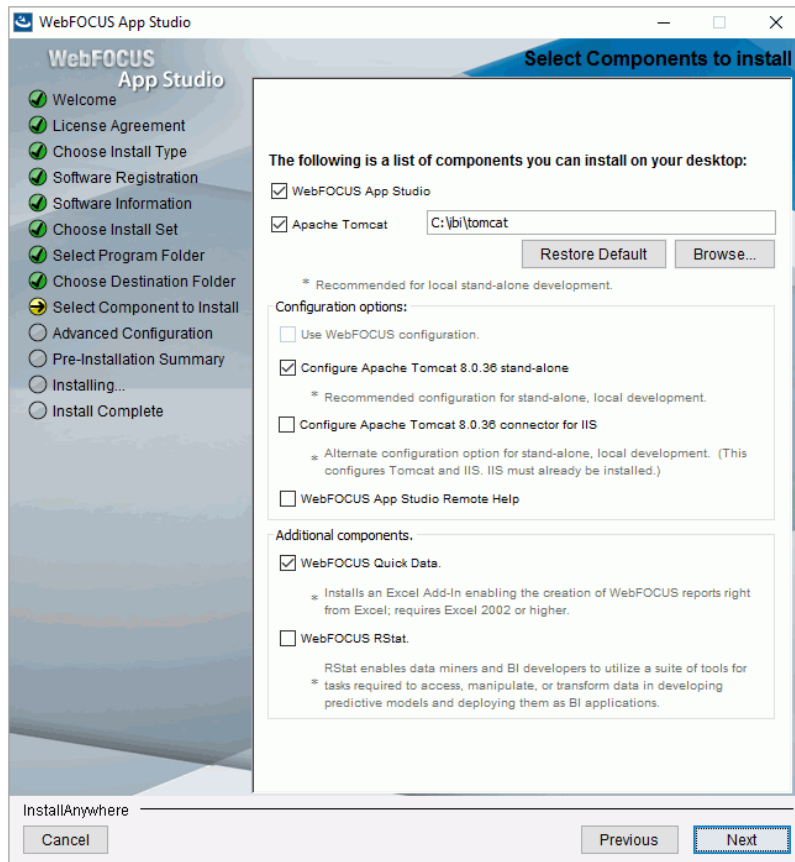 WebFOCUS App Studio
WebFOCUS
App Studio
Select Components to install
Welcome
License Agreement
Choose Install Type
Software Registration
Software Information
Choose Install Set
Select Program Folder
Choose Destination Folder
Select Component to Install
Advanced Configuration
Pre-Installation Summary
Installing...
Install Complete
The following is a list of components you can install on your desktop:
WebFOCUS App Studio
Apache Tomcat C:\ibi\tomcat
Restore Default Browse...
* Recommended for local stand-alone development.
Configuration options:
Use WebFOCUS configuration.
Configure Apache Tomcat 8.0.36 stand-alone
* Recommended configuration for stand-alone, local development.
Configure Apache Tomcat 8.0.36 connector for IIS
* Alternate configuration option for stand-alone, local development. (This
configures Tomcat and IIS. IIS must already be installed.)
WebFOCUS App Studio Remote Help
Additional components.
WebFOCUS Quick Data.
* Installs an Excel Add-In enabling the creation of WebFOCUS reports right
from Excel; requires Excel 2002 or higher.
WebFOCUS RStat.
RStat enables data miners and BI developers to utilize a suite of tools for
* tasks required to access, manipulate, or transform data in developing
predictive models and deploying them as BI applications.
InstallAnywhere
Cancel Previous Next